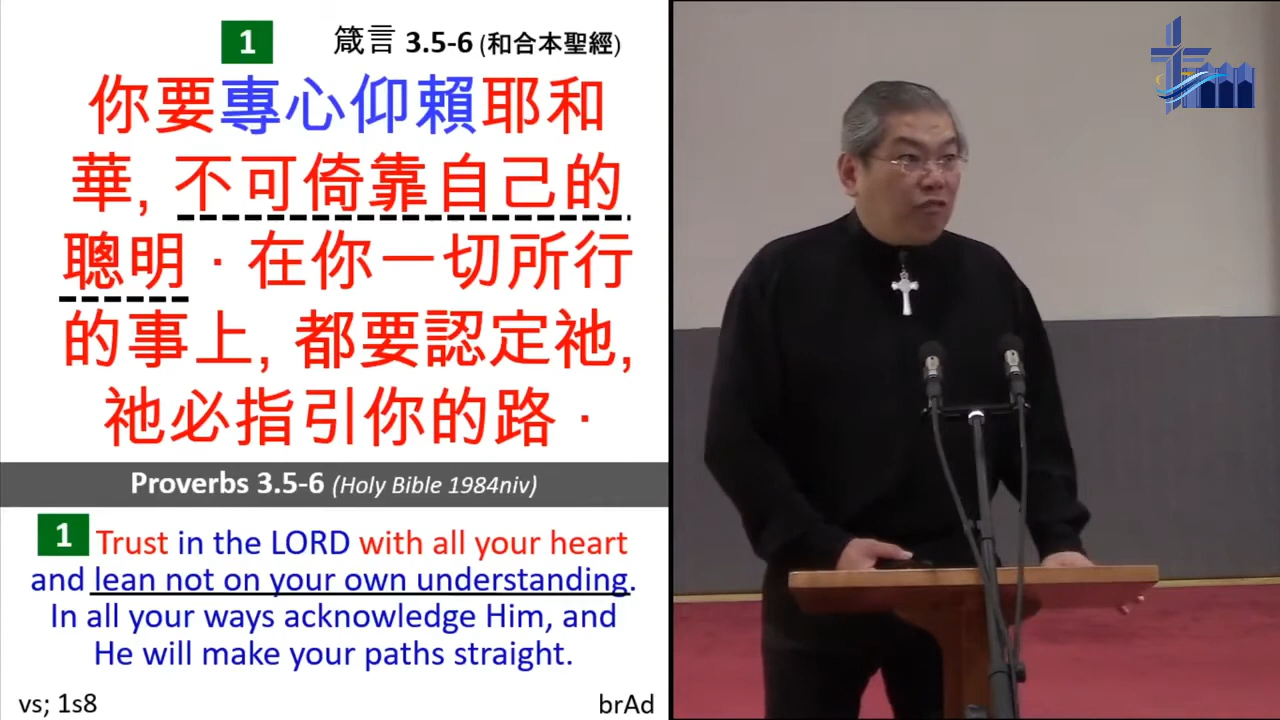 1 箴言 3.5-6 (和合本聖經)
你要專心仰賴耶和
華, 不可倚靠自己的
聰明．在你一切所行
的事上, 都要認定祂,
祂必指引你的路．
Proverbs 3.5-6 (Holy Bible 1984niv)
1 Trust in the LORD with all your heart
and lean not on your own understanding.
In all your ways acknowledge Him, and
He will make your paths straight.
vs; 1s8
brAd